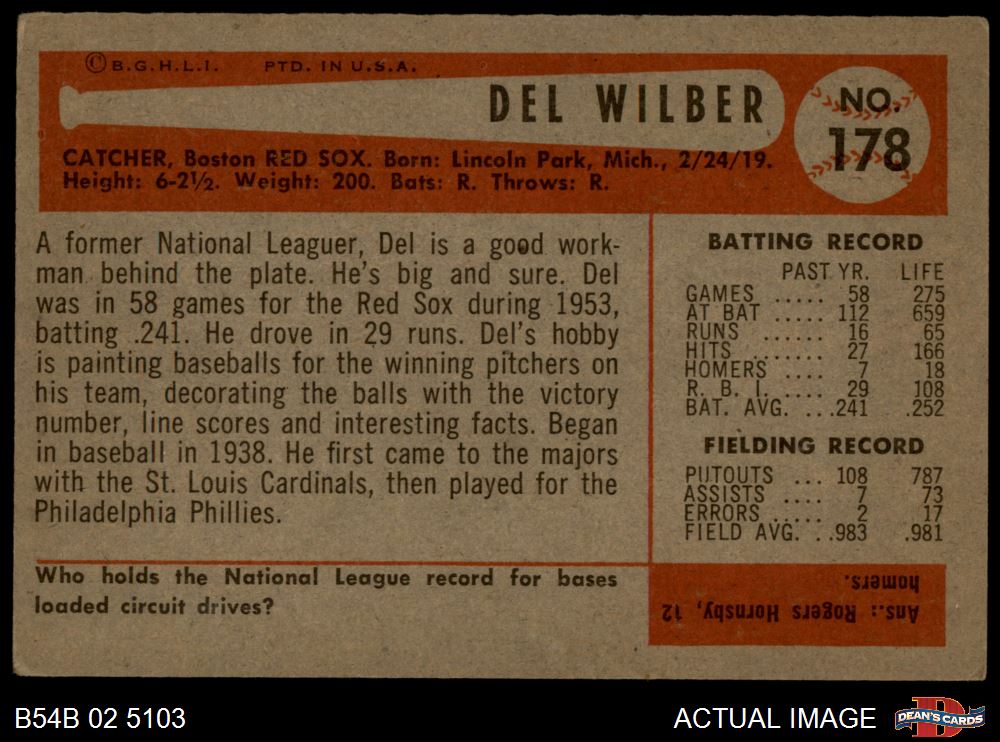 © B.G.H.L.I. PTD. IN U.S.A.
DEL WILBER
NO.
178
CATCHER, Boston RED SOX. Born: Lincoln Park, Mich., 2/24/19.
Height: 6-2½. Weight: 200. Bats: R. Throws: R.
A former National Leaguer, Del is a good work-
man behind the plate. He's big and sure. Del
was in 58 games for the Red Sox during 1953,
batting .241. He drove in 29 runs. Del's hobby
is painting baseballs for the winning pitchers on
his team, decorating the balls with the victory
number, line scores and interesting facts. Began
in baseball in 1938. He first came to the majors
with the St. Louis Cardinals, then played for the
Philadelphia Phillies.
BATTING RECORD
PAST YR. LIFE
GAMES ..... 58 275
AT BAT ..... 112 659
RUNS ...... 16 65
HITS ....... 27 166
HOMERS .... 7 18
R. B. I. .... 29 108
BAT. AVG. ...241 .252
FIELDING RECORD
PUTOUTS ... 108 787
ASSISTS .... 7 73
ERRORS ..... 2 17
FIELD AVG. ..983 .981
Who holds the National League record for bases
loaded circuit drives?
Ans.: Rogers Hornsby, 12
homers.
B54B 02 5103
ACTUAL IMAGE
D
DEAN'S CARDS